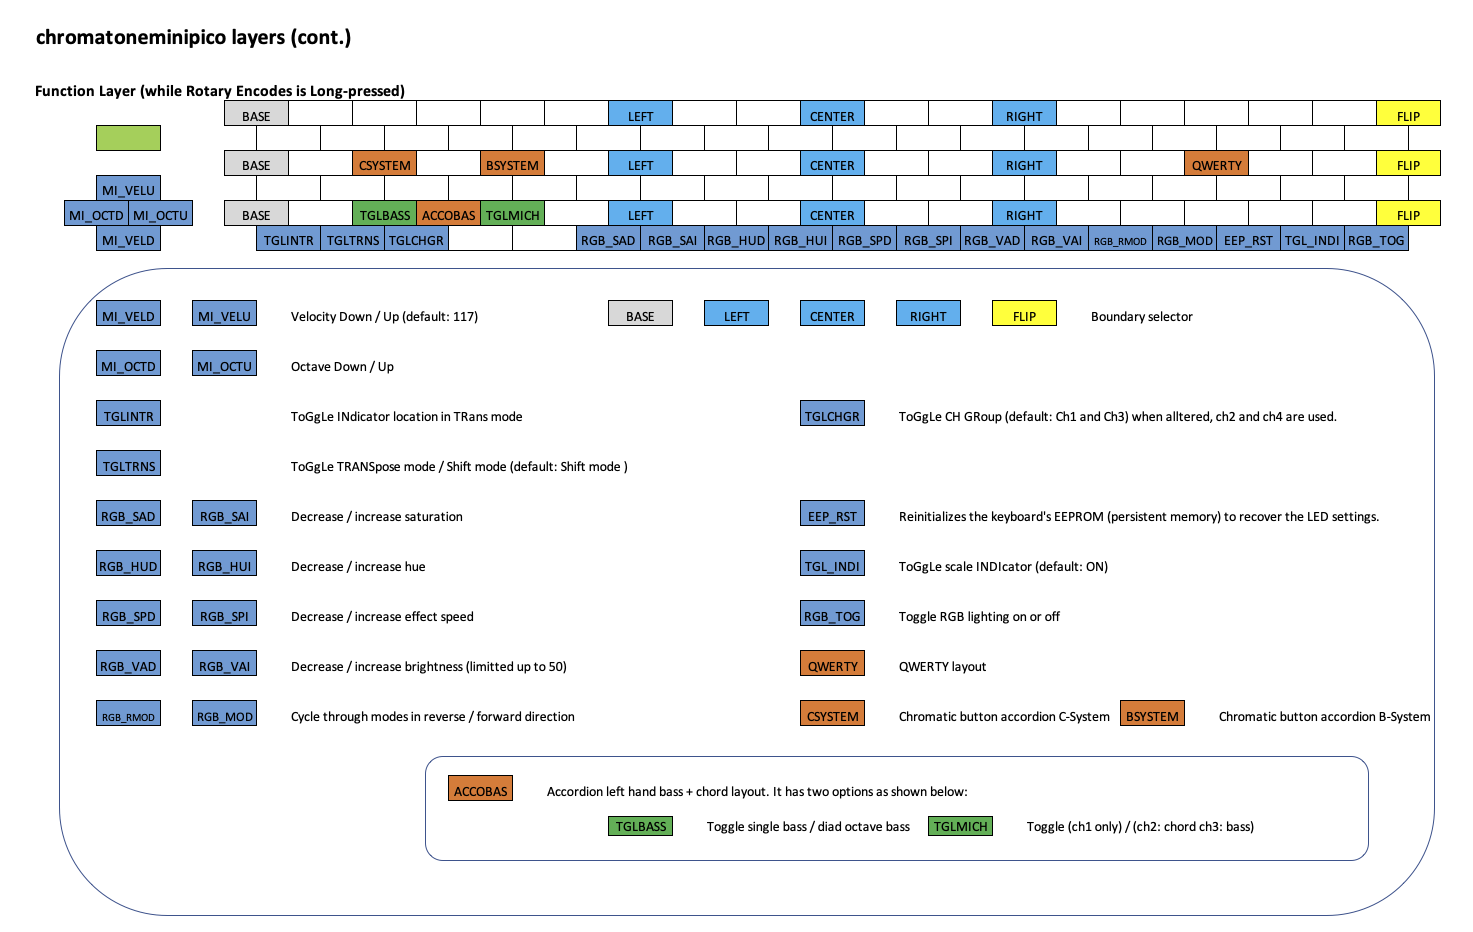 chromatoneminipico layers (cont.)
Function Layer (while Rotary Encodes is Long-pressed)
BASE LEFT CENTER RIGHT FLIP
BASE CSYSTEM BSYSTEM LEFT CENTER RIGHT QWERTY FLIP
MI_VELU
MI_OCTD MI_OCTU BASE TGLBASS ACCOBAS TGLMICH LEFT CENTER RIGHT FLIP
MI_VELD TGLINTR TGLTRNS TGLCHGR RGB_SAD RGB_SAI RGB_HUD RGB_HUI RGB_SPD RGB_SPI RGB_VAD RGB_VAI RGB_RMOD RGB_MOD EEP_RST TGL_INDI RGB_TOG
MI_VELD MI_VELU Velocity Down / Up (default: 117) BASE LEFT CENTER RIGHT FLIP Boundary selector
MI_OCTD MI_OCTU Octave Down / Up
TGLINTR ToGgLe INdicator location in TRans mode TGLCHGR ToGgLe CH GRoup (default: Ch1 and Ch3) when alltered, ch2 and ch4 are used.
TGLTRNS ToGgLe TRANSpose mode / Shift mode (default: Shift mode )
RGB_SAD RGB_SAI Decrease / increase saturation EEP_RST Reinitializes the keyboard's EEPROM (persistent memory) to recover the LED settings.
RGB_HUD RGB_HUI Decrease / increase hue TGL_INDI ToGgLe scale INDIcator (default: ON)
RGB_SPD RGB_SPI Decrease / increase effect speed RGB_TOG Toggle RGB lighting on or off
RGB_VAD RGB_VAI Decrease / increase brightness (limitted up to 50) QWERTY QWERTY layout
RGB_RMOD RGB_MOD Cycle through modes in reverse / forward direction CSYSTEM Chromatic button accordion C-System BSYSTEM Chromatic button accordion B-System
ACCOBAS Accordion left hand bass + chord layout. It has two options as shown below:
TGLBASS Toggle single bass / diad octave bass TGLMICH Toggle (ch1 only) / (ch2: chord ch3: bass)